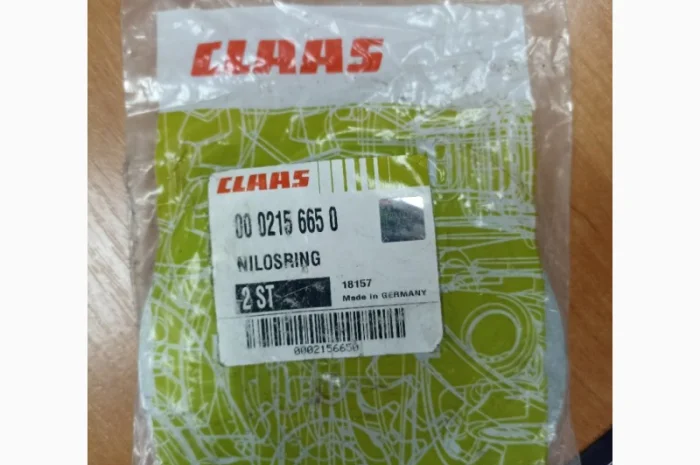 CLAAS
CLAAS
00 0215 665 0
NILOSRING
2 ST
18157
Made in GERMANY
0002156650